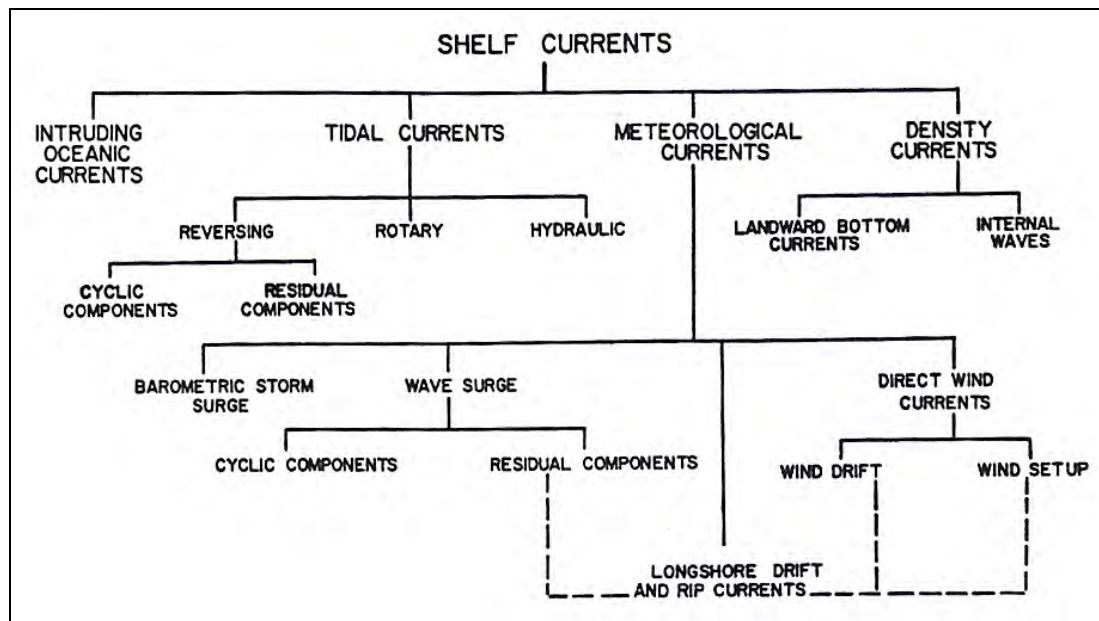 SHELF CURRENTS
INTRUDING
OCEANIC
CURRENTS
TIDAL CURRENTS
METEOROLOGICAL
CURRENTS
DENSITY
CURRENTS
REVERSING
ROTARY
HYDRAULIC
LANDWARD BOTTOM
CURRENTS
INTERNAL
WAVES
CYCLIC
COMPONENTS
RESIDUAL
COMPONENTS
BAROMETRIC STORM
SURGE
WAVE SURGE
DIRECT WIND
CURRENTS
CYCLIC COMPONENTS
RESIDUAL COMPONENTS
WIND DRIFT
WIND SETUP
LONGSHORE DRIFT
AND RIP CURRENTS